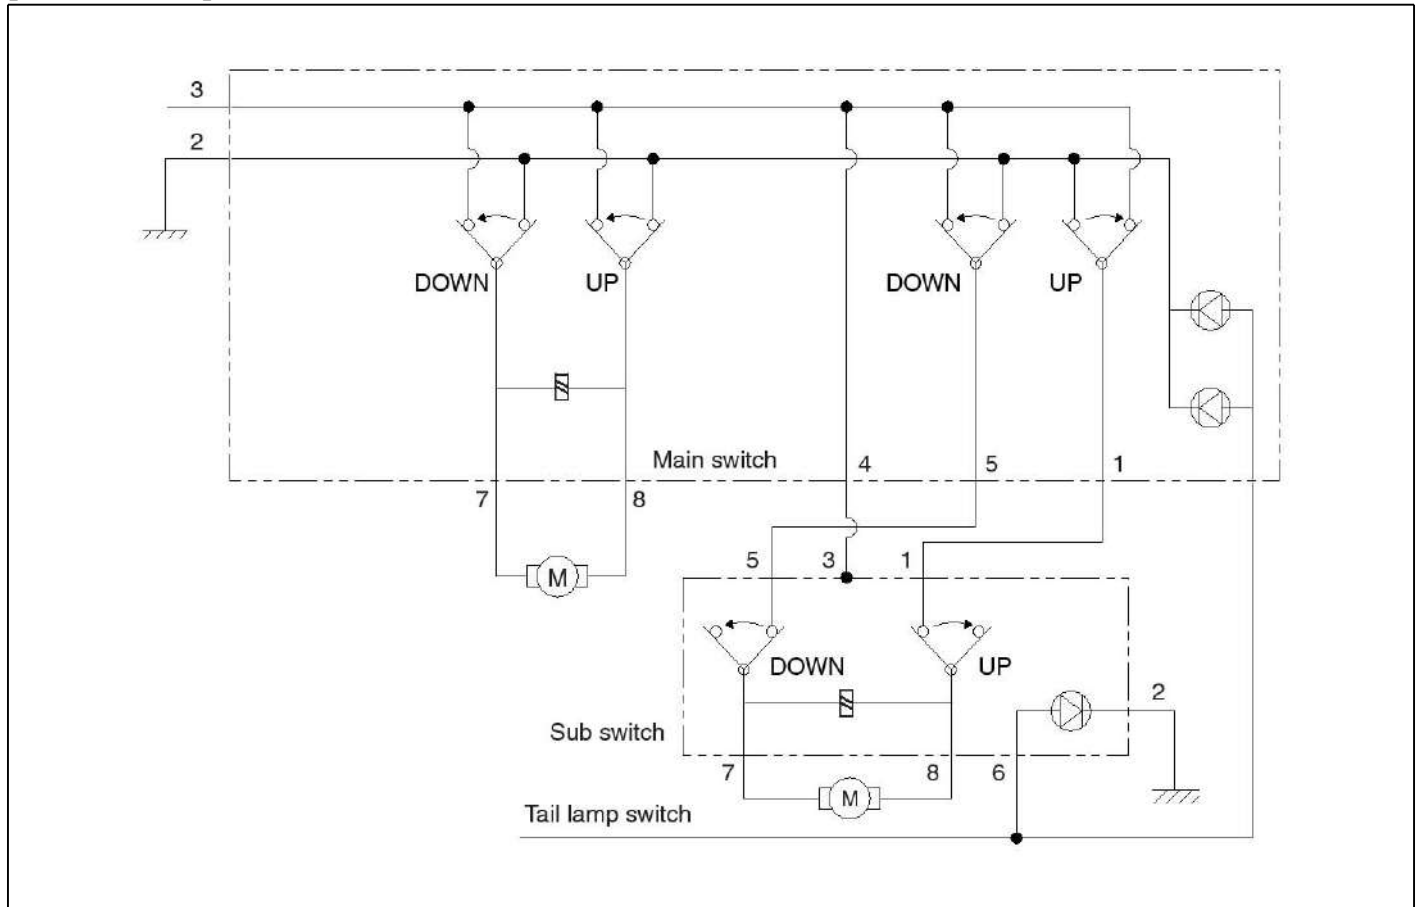 3
2
DOWN UP DOWN UP
Main switch 4 5 1
7 8
5 3 1
M
DOWN UP
2
Sub switch
7 8 6
M
Tail lamp switch